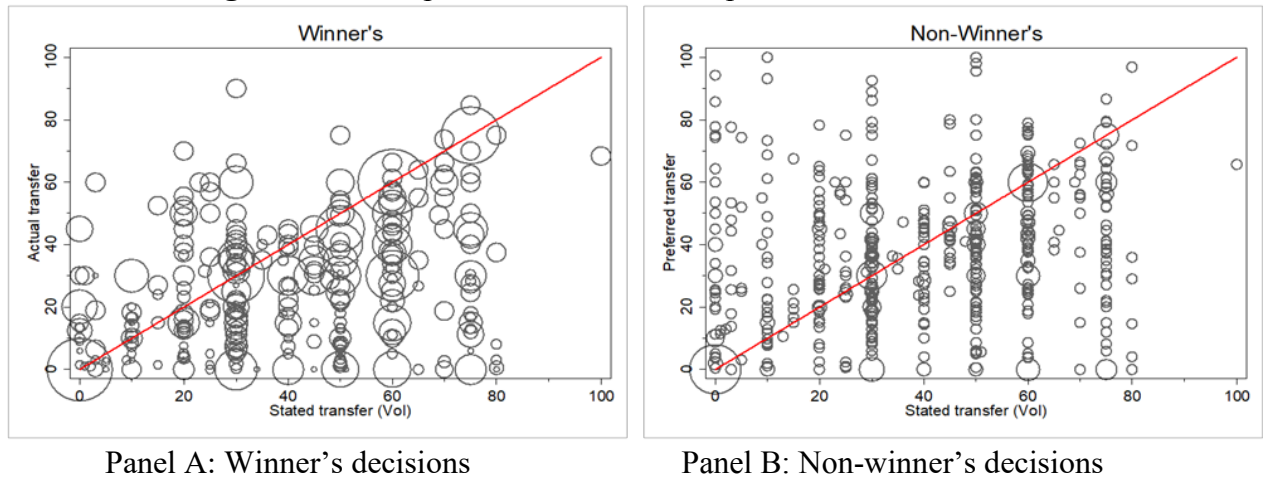 Winner's
Actual transfer
100
80
60
40
20
0
0 20 40 60 80 100
Stated transfer (Vol)
Non-Winner's
Preferred transfer
100
80
60
40
20
0
0 20 40 60 80 100
Stated transfer (Vol)
Panel A: Winner’s decisions
Panel B: Non-winner’s decisions